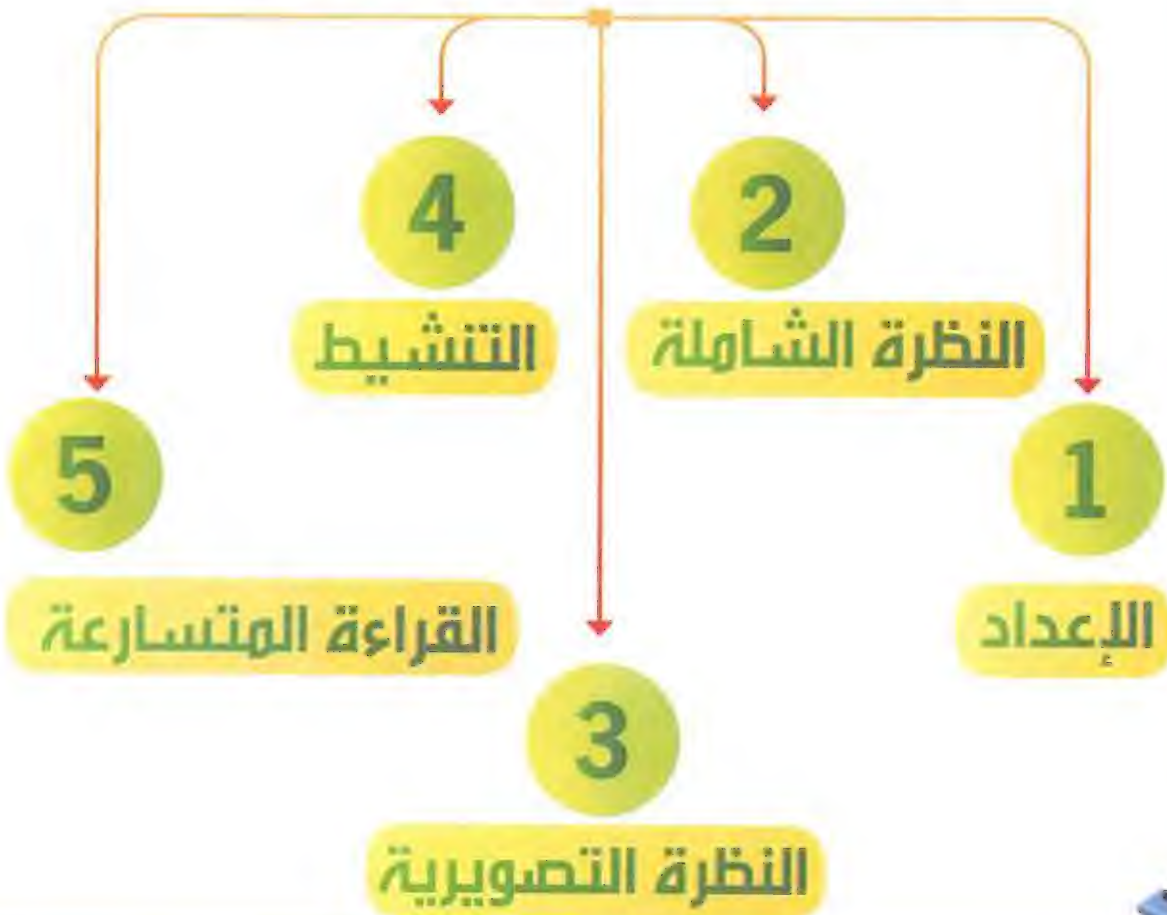 1
الإعداد
2
النظرة الشاملة
3
النظرة التصويرية
4
التنشيط
5
القراءة المتسارعة